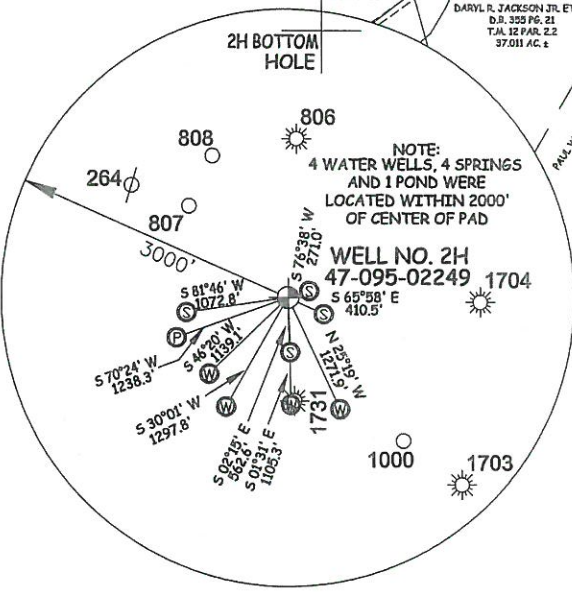 DARYL R. JACKSON JR. ET
D.B. 355 PG. 21
T.M. 12 PAR. 2.2
37.011 AC. ±
2H BOTTOM
HOLE
806
808
NOTE:
4 WATER WELLS, 4 SPRINGS
AND 1 POND WERE
LOCATED WITHIN 2000'
OF CENTER OF PAD
PAUL W
264
807
3000'
S 76°38' W
271.0'
WELL NO. 2H
47-095-02249
1704
S 81°46' W
1072.8'
S 65°58' E
410.5'
S
S
S
P
S 70°24' W
1238.3'
S 46°20' W
1139.1'
W
S
N 25°19' W
1271.9'
S 30°01' W
1297.8'
W
W
W
1731
S 02°15' E
562.6'
S 01°31' E
1105.3'
1000
1703